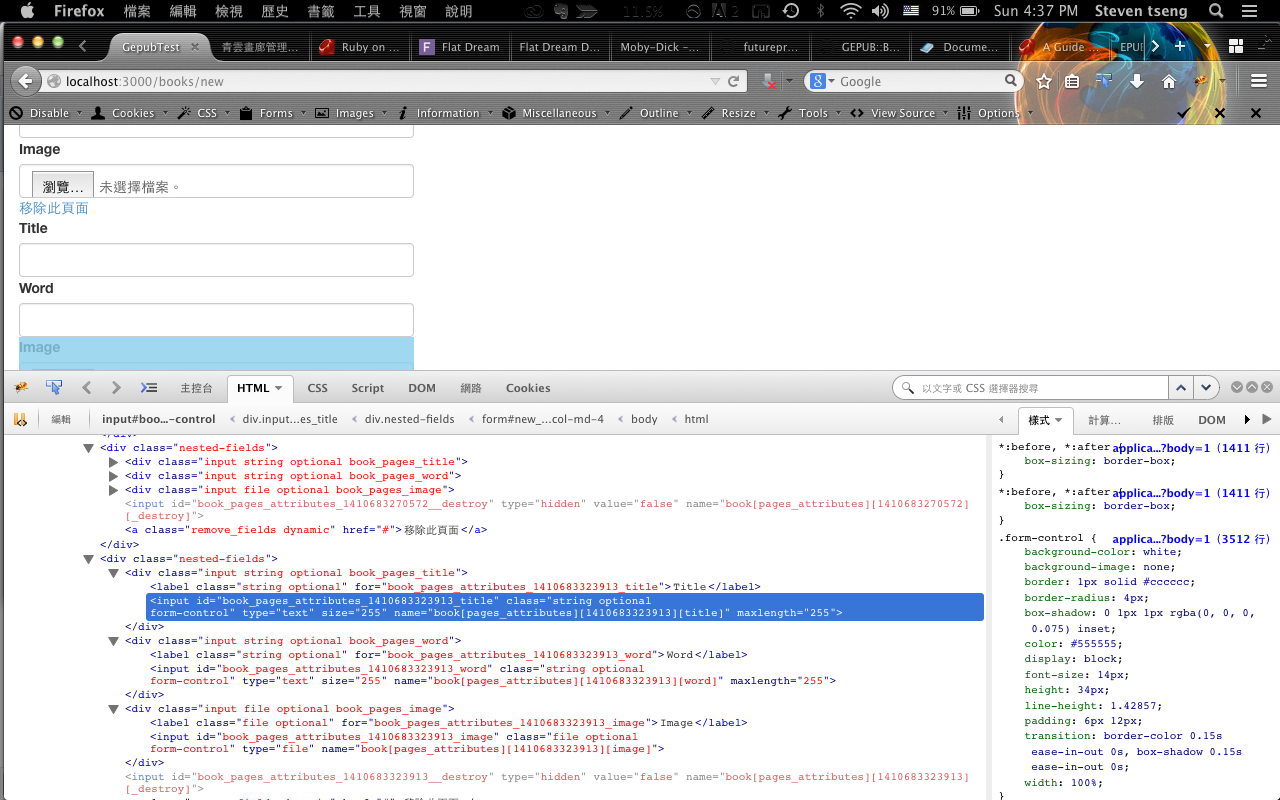 Firefox 檔案 編輯 檢視 歷史 書籤 工具 視窗 說明 11.5% 2 91% Sun 4:37 PM Steven tseng
GepubTest 青雲畫廊管理... Ruby on ... Flat Dream Flat Dream D... Moby-Dick -... futurepr... GEPUB::B... Docume... A Guide ... EPUI
localhost:3000/books/new Google
Disable Cookies CSS Forms Images Information Miscellaneous Outline Resize Tools View Source Options
Image
瀏覽... 未選擇檔案。
移除此頁面
Title
Word
Image
主控台 HTML CSS Script DOM 網路 Cookies 以文字或 CSS 選擇器搜尋
編輯 input#boo...-control < div.input...es_title < div.nested-fields < form#new_...col-md-4 < body < html 樣式 計算... 排版 DOM
</div>
<div class="nested-fields">
<div class="input string optional book_pages_title">
<div class="input string optional book_pages_word">
<div class="input file optional book_pages_image">
<input id="book_pages_attributes_1410683270572__destroy" type="hidden" value="false" name="book[pages_attributes][1410683270572]
[_destroy]">
<a class="remove_fields dynamic" href="#">移除此頁面</a>
</div>
<div class="nested-fields">
<div class="input string optional book_pages_title">
<label class="string optional" for="book_pages_attributes_1410683323913_title">Title</label>
<input id="book_pages_attributes_1410683323913_title" class="string optional
form-control" type="text" size="255" name="book[pages_attributes][1410683323913][title]" maxlength="255">
</div>
<div class="input string optional book_pages_word">
<label class="string optional" for="book_pages_attributes_1410683323913_word">Word</label>
<input id="book_pages_attributes_1410683323913_word" class="string optional
form-control" type="text" size="255" name="book[pages_attributes][1410683323913][word]" maxlength="255">
</div>
<div class="input file optional book_pages_image">
<label class="file optional" for="book_pages_attributes_1410683323913_image">Image</label>
<input id="book_pages_attributes_1410683323913_image" class="file optional
form-control" type="file" name="book[pages_attributes][1410683323913][image]">
</div>
<input id="book_pages_attributes_1410683323913__destroy" type="hidden" value="false" name="book[pages_attributes][1410683323913]
[_destroy]">
*:before, *:after { applica...?body=1 (1411 行)
box-sizing: border-box;
}
*:before, *:after { applica...?body=1 (1411 行)
box-sizing: border-box;
}
.form-control { applica...?body=1 (3512 行)
background-color: white;
background-image: none;
border: 1px solid #cccccc;
border-radius: 4px;
box-shadow: 0 1px 1px rgba(0, 0, 0,
0.075) inset;
color: #555555;
display: block;
font-size: 14px;
height: 34px;
line-height: 1.42857;
padding: 6px 12px;
transition: border-color 0.15s
ease-in-out 0s, box-shadow 0.15s
ease-in-out 0s;
width: 100%;
}